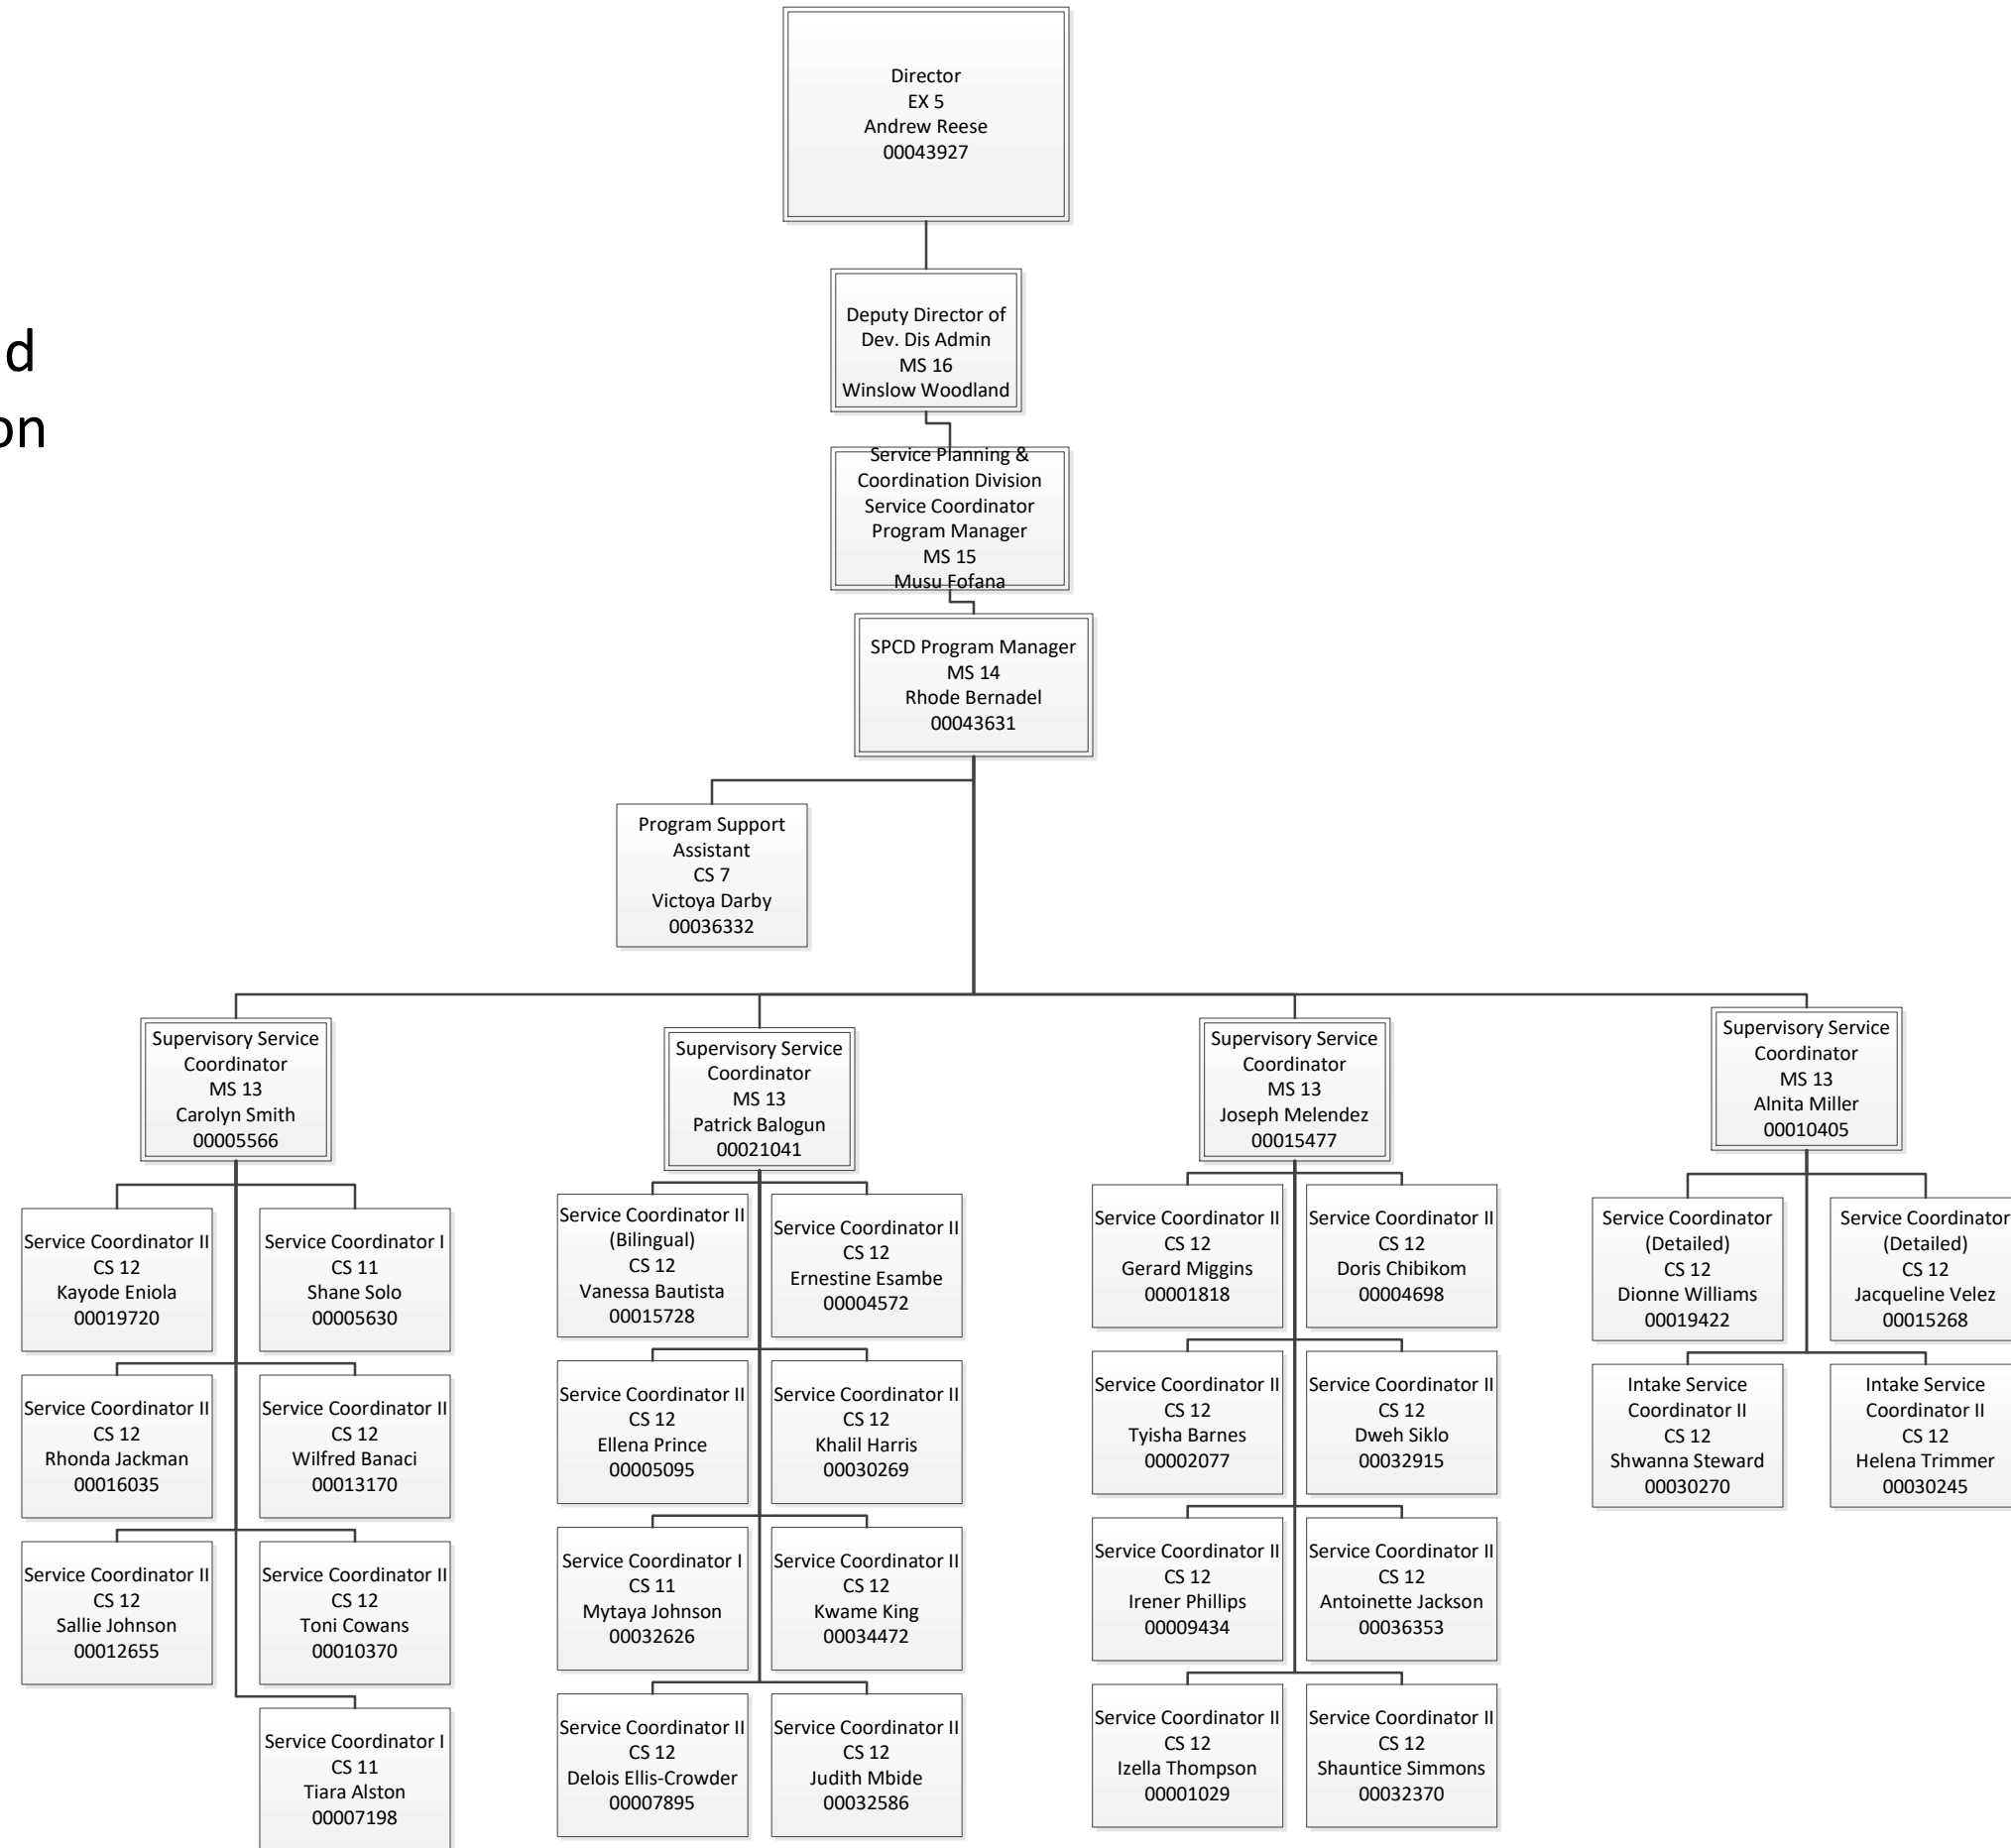 d
on
Director
EX 5
Andrew Reese
00043927
Deputy Director of
Dev. Dis Admin
MS 16
Winslow Woodland
Service Planning &
Coordination Division
Service Coordinator
Program Manager
MS 15
Musu Fofana
SPCD Program Manager
MS 14
Rhode Bernadel
00043631
Program Support
Assistant
CS 7
Victoya Darby
00036332
Supervisory Service
Coordinator
MS 13
Carolyn Smith
00005566
Supervisory Service
Coordinator
MS 13
Patrick Balogun
00021041
Supervisory Service
Coordinator
MS 13
Joseph Melendez
00015477
Supervisory Service
Coordinator
MS 13
Alnita Miller
00010405
Service Coordinator II
CS 12
Kayode Eniola
00019720
Service Coordinator I
CS 11
Shane Solo
00005630
Service Coordinator II
(Bilingual)
CS 12
Vanessa Bautista
00015728
Service Coordinator II
CS 12
Ernestine Esambe
00004572
Service Coordinator II
CS 12
Gerard Miggins
00001818
Service Coordinator II
CS 12
Doris Chibikom
00004698
Service Coordinator
(Detailed)
CS 12
Dionne Williams
00019422
Service Coordinator
(Detailed)
CS 12
Jacqueline Velez
00015268
Service Coordinator II
CS 12
Rhonda Jackman
00016035
Service Coordinator II
CS 12
Wilfred Banaci
00013170
Service Coordinator II
CS 12
Ellena Prince
00005095
Service Coordinator II
CS 12
Khalil Harris
00030269
Service Coordinator II
CS 12
Tyisha Barnes
00002077
Service Coordinator II
CS 12
Dweh Siklo
00032915
Intake Service
Coordinator II
CS 12
Shwanna Steward
00030270
Intake Service
Coordinator II
CS 12
Helena Trimmer
00030245
Service Coordinator II
CS 12
Sallie Johnson
00012655
Service Coordinator II
CS 12
Toni Cowans
00010370
Service Coordinator I
CS 11
Mytaya Johnson
00032626
Service Coordinator II
CS 12
Kwame King
00034472
Service Coordinator II
CS 12
Irener Phillips
00009434
Service Coordinator II
CS 12
Antoinette Jackson
00036353
Service Coordinator I
CS 11
Tiara Alston
00007198
Service Coordinator II
CS 12
Delois Ellis-Crowder
00007895
Service Coordinator II
CS 12
Judith Mbide
00032586
Service Coordinator II
CS 12
Izella Thompson
00001029
Service Coordinator II
CS 12
Shauntice Simmons
00032370